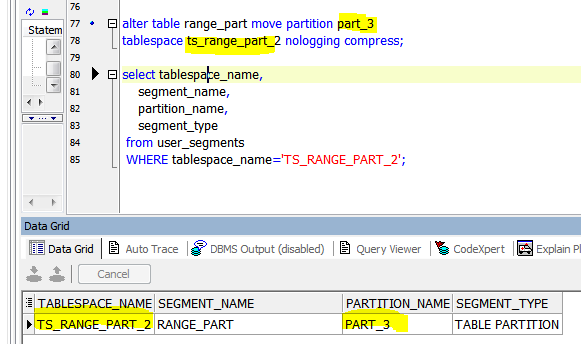 Statem
76
77 alter table range_part move partition part_3
78 tablespace ts_range_part_2 nologging compress;
79
80 select tablespace_name,
81 segment_name,
82 partition_name,
83 segment_type
84 from user_segments
85 WHERE tablespace_name='TS_RANGE_PART_2';
Data Grid
Data Grid Auto Trace DBMS Output (disabled) Query Viewer CodeXpert Explain Pl
Cancel
TABLESPACE_NAME SEGMENT_NAME PARTITION_NAME SEGMENT_TYPE
TS_RANGE_PART_2 RANGE_PART PART_3 TABLE PARTITION